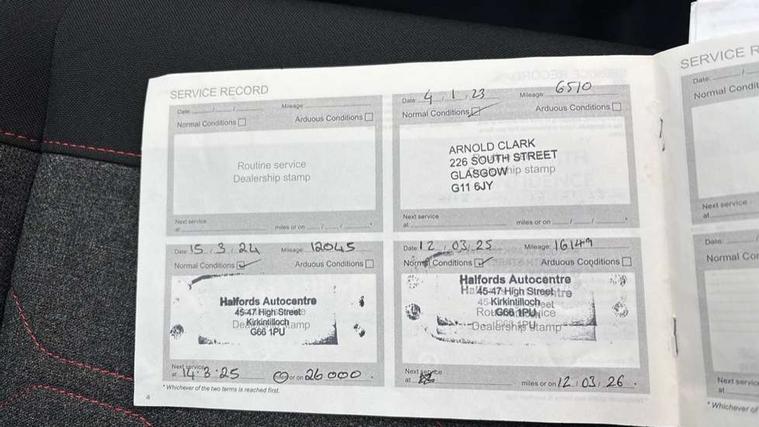 SERVICE RECORD
Date / / Mileage
Normal Conditions Arduous Conditions
Routine service
Dealership stamp
Next service
at miles or on / / *
Date 4 / 1 / 23 Mileage 6510
Normal Conditions Arduous Conditions
ARNOLD CLARK
226 SOUTH STREET
GLASGOW
G11 6JY
Next service
at miles or on / / *
Date 15 . 3 . 24 Mileage 12045
Normal Conditions Arduous Conditions
Halfords Autocentre
45-47 High Street
Kirkintilloch
G66 1PU
Next service
at 14.3.25 or on 26000 .
Date 12 . 03 . 25 Mileage 16149
Normal Conditions Arduous Conditions
Halfords Autocentre
45-47 High Street
Kirkintilloch
G66 1PU
Dealership stamp
Next service
at miles or on 12 . 03 . 26 .
* Whichever of the two terms is reached first.
4
SERVICE R
Date /
Normal Condit
Next service
at
Date /
Normal Con
Next servic
at
* Whichever of